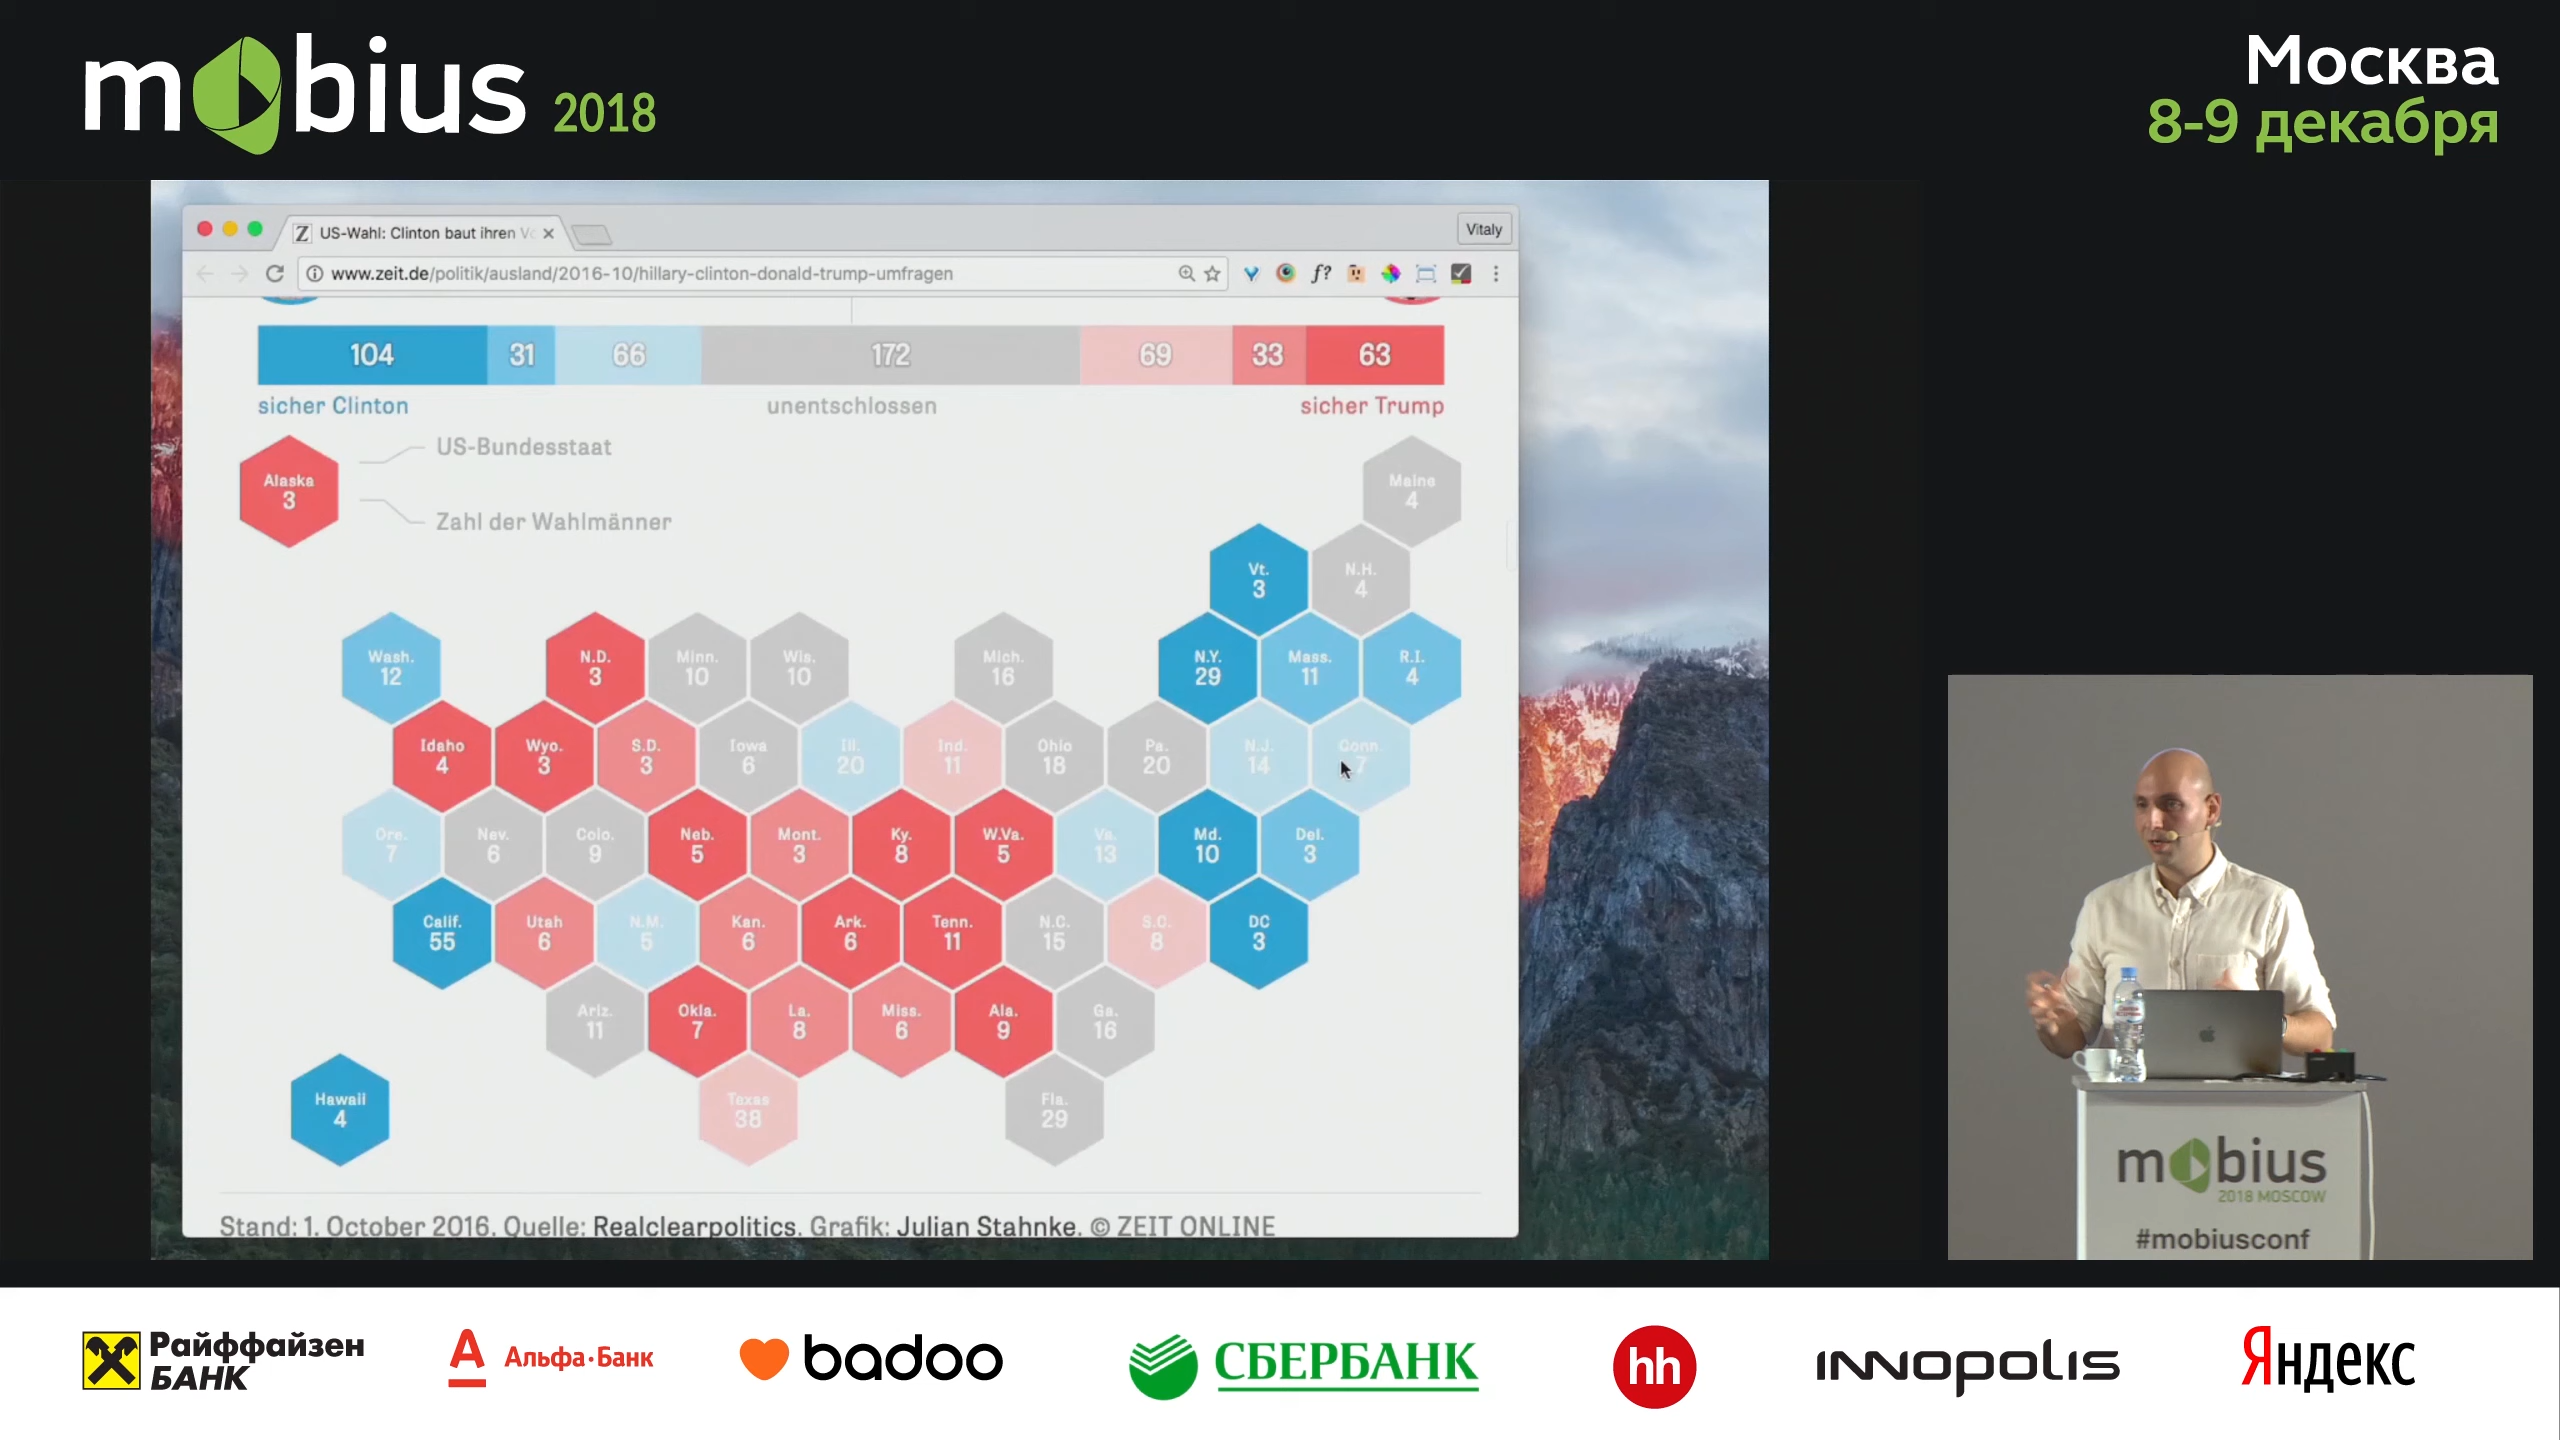 mobius 2018
Москва
8-9 декабря
US-Wahl: Clinton baut ihren Vo
Vitaly
www.zeit.de/politik/ausland/2016-10/hillary-clinton-donald-trump-umfragen
f?
104 31 66 172 69 33 63
sicher Clinton unentschlossen sicher Trump
US-Bundesstaat
Alaska
3
Zahl der Wahlmänner
Maine
4
Vt. N.H.
3 4
Wash. N.D. Minn. Wis. Mich. N.Y. Mass. R.I.
12 3 10 10 16 29 11 4
Idaho Wyo. S.D. Iowa Ill. Ind. Ohio Pa. N.J. Conn.
4 3 3 6 20 11 18 20 14 7
Ore. Nev. Colo. Neb. Mont. Ky. W.Va. Va. Md. Del.
7 6 9 5 3 8 5 13 10 3
Calif. Utah N.M. Kan. Ark. Tenn. N.C. S.C. DC
55 6 5 6 6 11 15 8 3
Ariz. Okla. La. Miss. Ala. Ga.
11 7 8 6 9 16
Hawaii Texas Fla.
4 38 29
Stand: 1. October 2016. Quelle: Realclearpolitics. Grafik: Julian Stahnke. © ZEIT ONLINE
mobius
2018 MOSCOW
#mobiusconf
Райффайзен
БАНК
Альфа·Банк
badoo
СБЕРБАНК
hh
INNOPOLIS
Яндекс